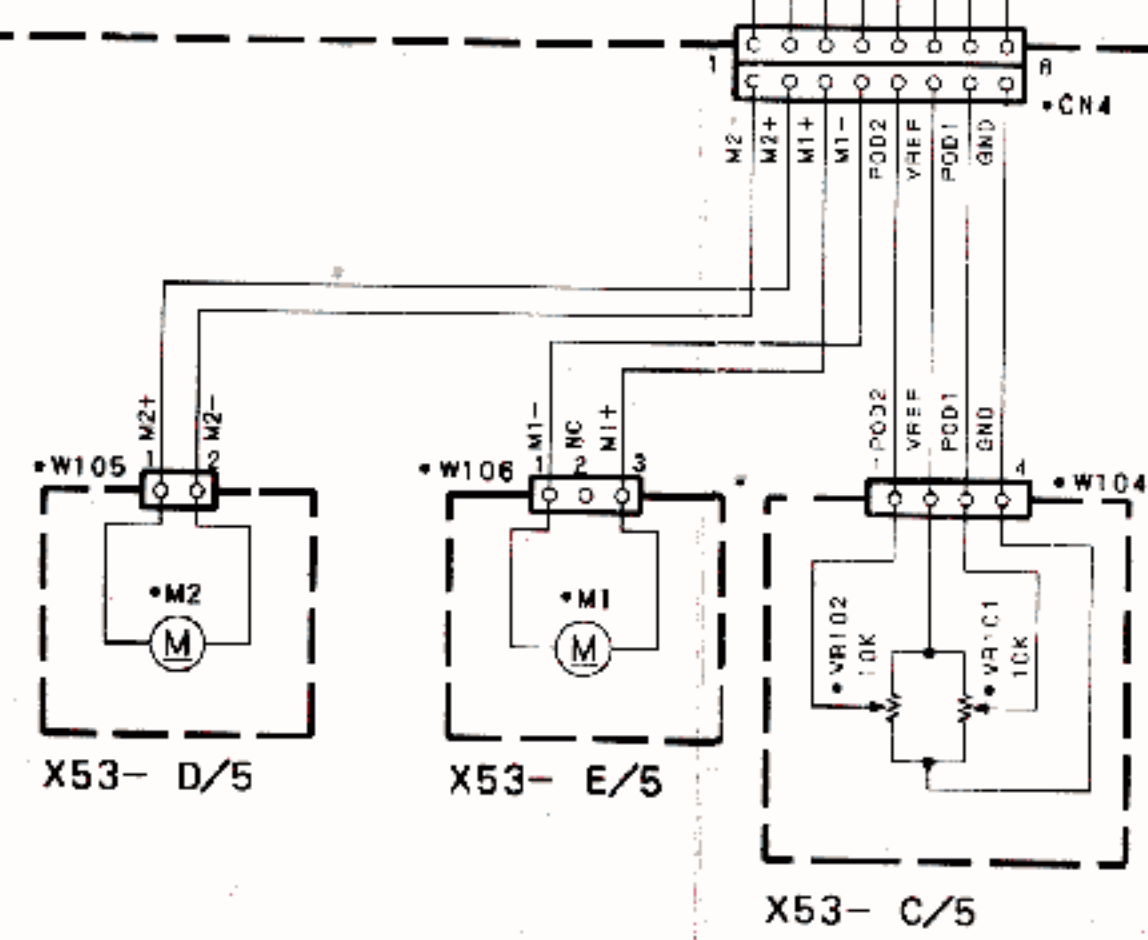 1
8
•CN4
M2
M2+
M1+
M1-
POD2
VREF
POD1
GND
M2+
M2-
M1-
NC
M1+
-POD2
VREF
POD1
GND
•W105
1
2
•W106
1
2
3
4
•W104
•M2
M
•M1
M
•VR102
10K
•VR101
10K
X53- D/5
X53- E/5
X53- C/5